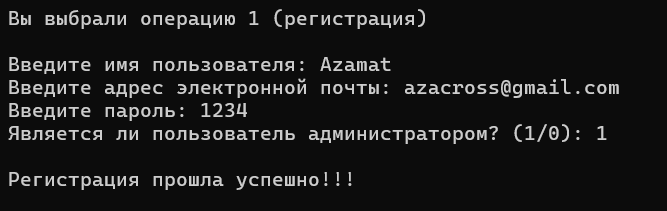 Вы выбрали операцию 1 (регистрация)
Введите имя пользователя: Azamat
Введите адрес электронной почты: azacross@gmail.com
Введите пароль: 1234
Является ли пользователь администратором? (1/0): 1
Регистрация прошла успешно!!!